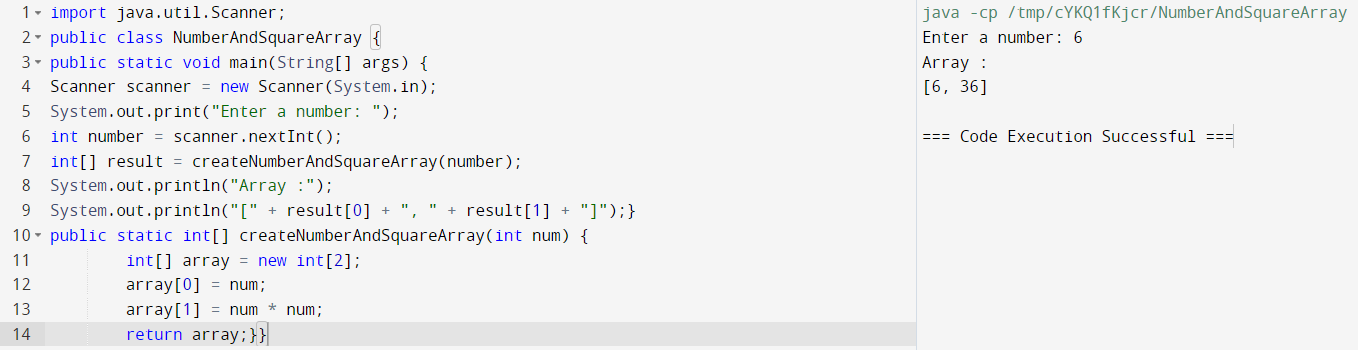 1 import java.util.Scanner;
2 public class NumberAndSquareArray {
3 public static void main(String[] args) {
4 Scanner scanner = new Scanner(System.in);
5 System.out.print("Enter a number: ");
6 int number = scanner.nextInt();
7 int[] result = createNumberAndSquareArray(number);
8 System.out.println("Array :");
9 System.out.println("[" + result[0] + ", " + result[1] + "]");}
10 public static int[] createNumberAndSquareArray(int num) {
11 int[] array = new int[2];
12 array[0] = num;
13 array[1] = num * num;
14 return array;}}
java -cp /tmp/cYKQ1fKjcr/NumberAndSquareArray
Enter a number: 6
Array :
[6, 36]
=== Code Execution Successful ===